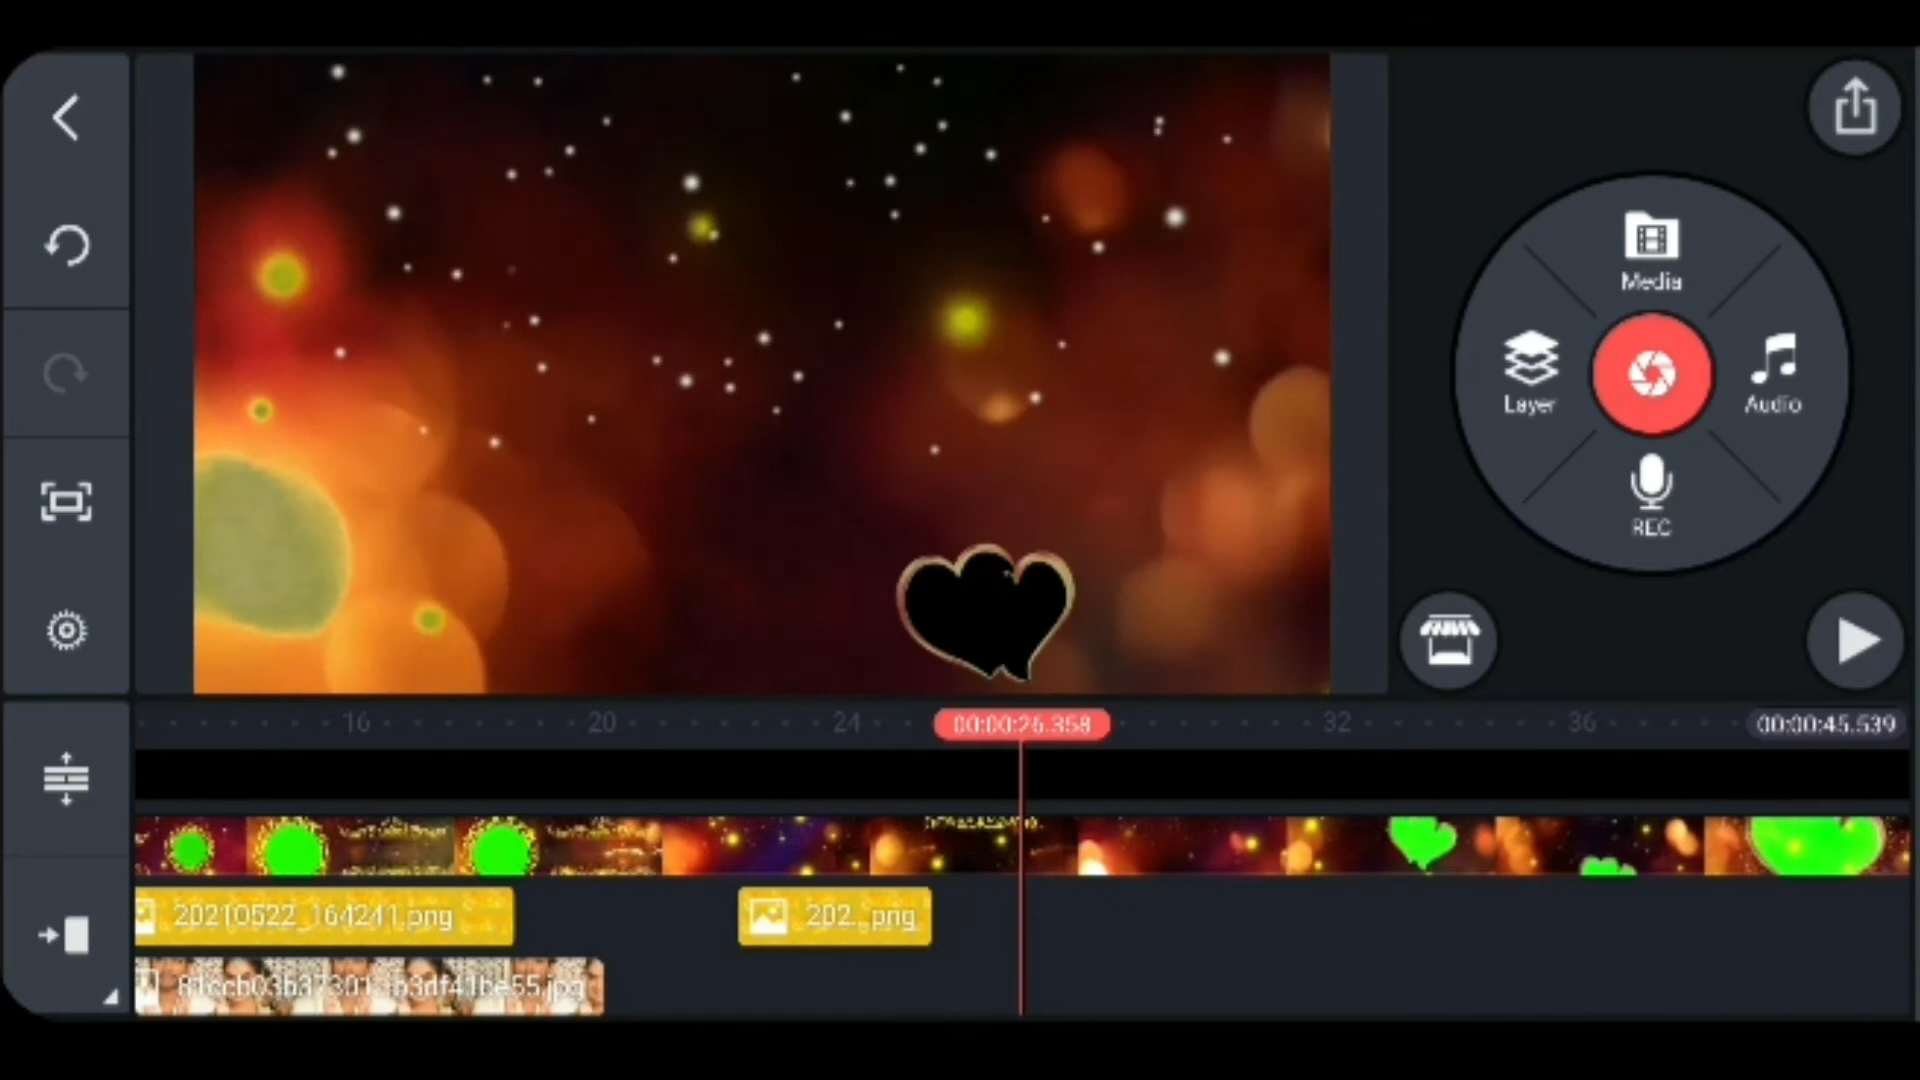 Media
Layer
Audio
REC
16
20
24
00:00:26.358
32
36
00:00:45.539
20210522_164241.png
202..png